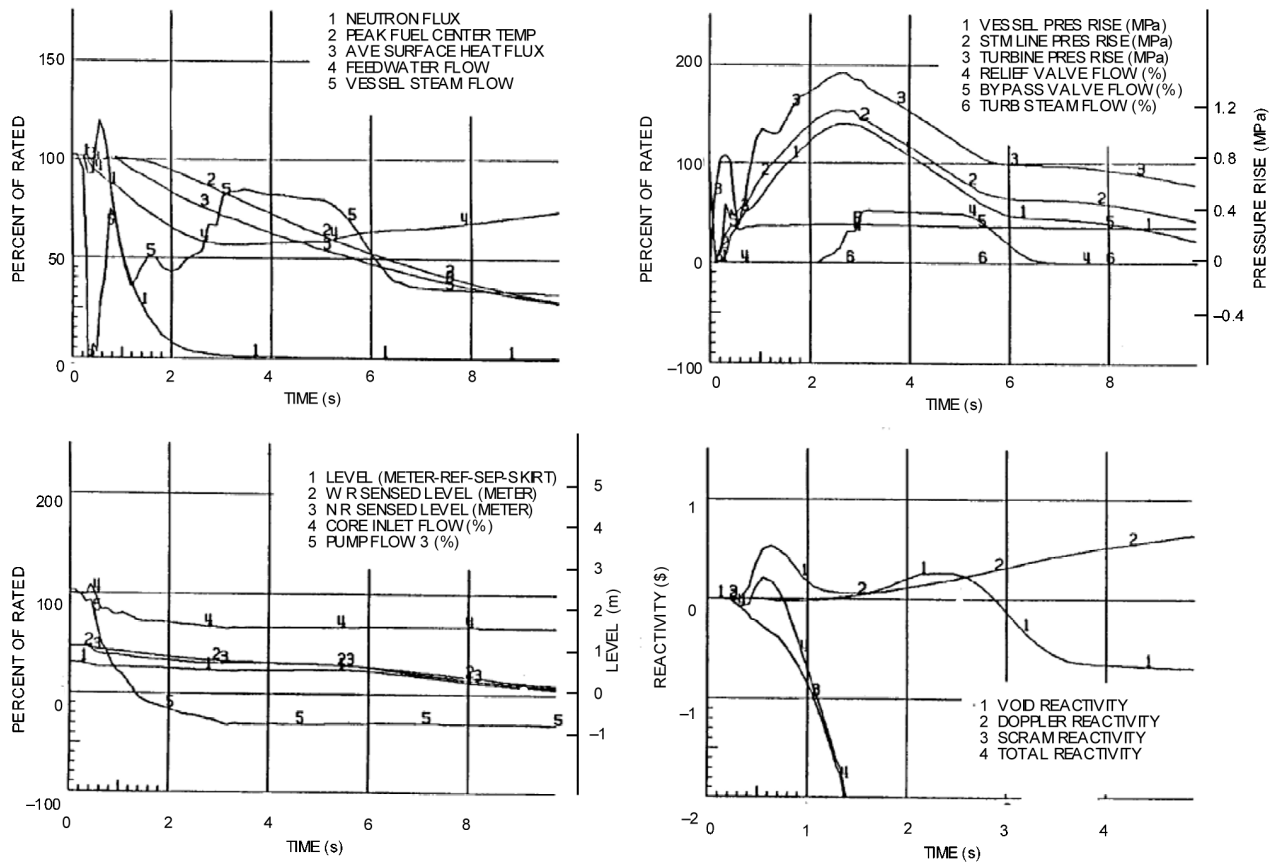 1 NEUTRON FLUX
2 PEAK FUEL CENTER TEMP
3 AVE SURFACE HEAT FLUX
4 FEEDWATER FLOW
5 VESSEL STEAM FLOW
PERCENT OF RATED
150
100
50
0
0 2 4 6 8
TIME (s)
1 VESSEL PRES RISE (MPa)
2 STM LINE PRES RISE (MPa)
3 TURBINE PRES RISE (MPa)
4 RELIEF VALVE FLOW (%)
5 BYPASS VALVE FLOW (%)
6 TURB STEAM FLOW (%)
PERCENT OF RATED
200
100
0
–100
PRESSURE RISE (MPa)
1.2
0.8
0.4
0
–0.4
0 2 4 6 8
TIME (s)
1 LEVEL (METER-REF-SEP-SKIRT)
2 W R SENSED LEVEL (METER)
3 N R SENSED LEVEL (METER)
4 CORE INLET FLOW (%)
5 PUMP FLOW 3 (%)
PERCENT OF RATED
200
100
0
–100
LEVEL (m)
5
4
3
2
1
0
–1
0 2 4 6 8
TIME (s)
1 VOID REACTIVITY
2 DOPPLER REACTIVITY
3 SCRAM REACTIVITY
4 TOTAL REACTIVITY
REACTIVITY ($)
1
0
–1
–2
0 1 2 3 4
TIME (s)